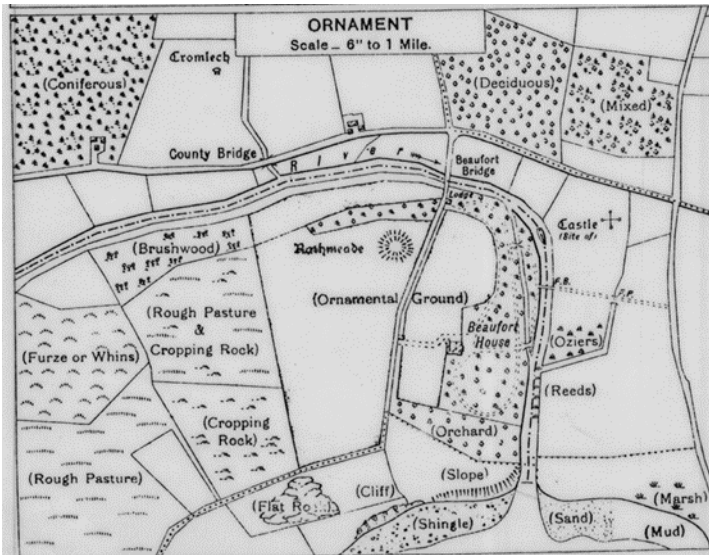 ORNAMENT
Scale _ 6" to 1 Mile.
(Coniferous)
Cromlech
(Deciduous)
(Mixed)
County Bridge
River
Beaufort
Bridge
Lodge
Castle
(Site of)
(Brushwood)
Rathmeade
F.B.
F.P.
(Ornamental Ground)
(Rough Pasture
&
Cropping Rock)
Beaufort
House
(Furze or Whins)
(Oziers)
(Reeds)
(Cropping
Rock)
(Orchard)
(Rough Pasture)
(Slope)
(Cliff)
(Flat
(Shingle)
(Sand)
(Marsh)
(Mud)